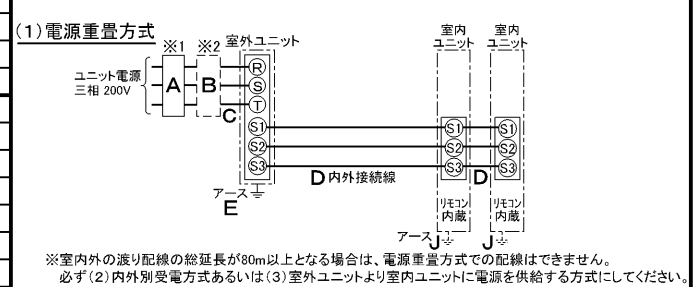 (1)電源重畳方式
※1 ※2 室外ユニット 室内ユニット 室内ユニット
ユニット電源
三相 200V
A B C
R
S
T
S1 S1 S1
S2 S2 S2
S3 S3 S3
D 内外接続線 D
アース
E
リモコン内蔵 リモコン内蔵
アース J J
※室内外の渡り配線の総延長が80m以上となる場合は、電源重畳方式での配線はできません。
必ず(2)内外別受電方式あるいは(3)室外ユニットより室内ユニットに電源を供給する方式にしてください。